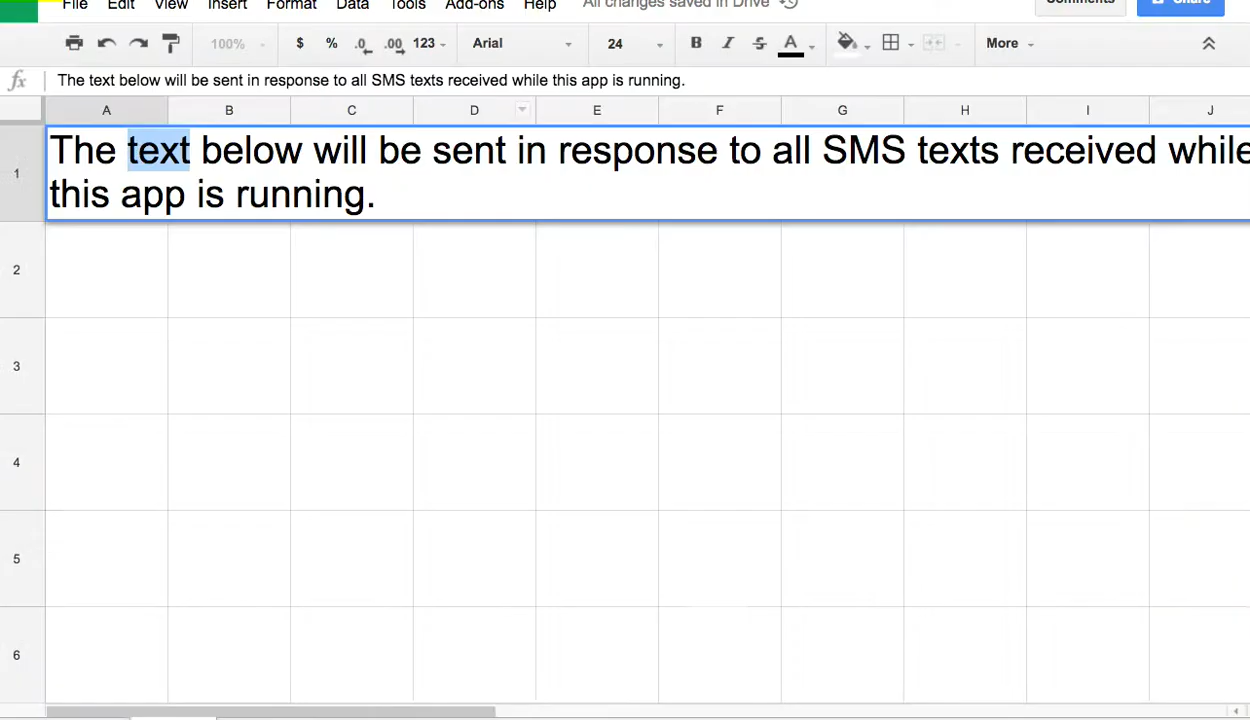 File Edit View Insert Format Data Tools Add-ons Help All changes saved in Drive Comments Share
100% $ % .0 .00 123 Arial 24 B I S A More
fx The text below will be sent in response to all SMS texts received while this app is running.
A B C D E F G H I J
1 The text below will be sent in response to all SMS texts received while
this app is running.
2
3
4
5
6